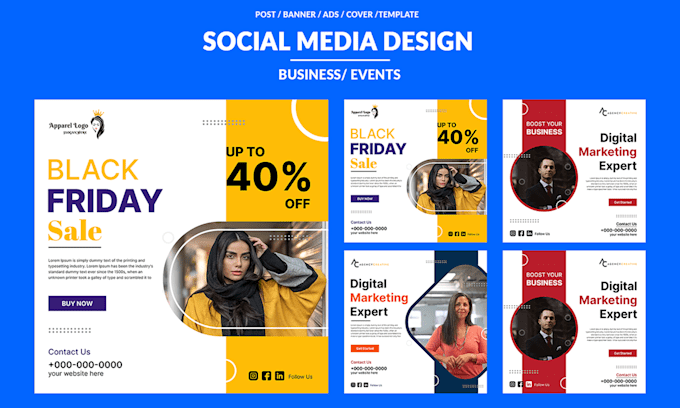 POST / BANNER / ADS / COVER /TEMPLATE
SOCIAL MEDIA DESIGN
BUSINESS/ EVENTS
Apparel Logo
BLACK
FRIDAY
Sale
UP TO
40%
OFF
Lorem Ipsum is simply dummy text of the printing and
typesetting industry. Lorem Ipsum has been the industry's
standard dummy text ever since the 1500s, when an
unknown printer took a galley of type and scrambled it
BUY NOW
Contact Us
+000-000-0000
your website here
Follow Us
BLACK
FRIDAY
Sale
UP TO
40%
OFF
BUY NOW
Contact Us
+000-000-0000
your website here
Follow Us
BOOST YOUR
BUSINESS
Digital
Marketing
Expert
Get Started
Contact Us
+000-000-0000
your website here
Follow Us
Digital
Marketing
Expert
Get Started
Contact Us
+000-000-0000
your website here
Follow Us
BOOST YOUR
BUSINESS
Digital
Marketing
Expert
Get Started
Contact Us
+000-000-0000
your website here
Follow Us